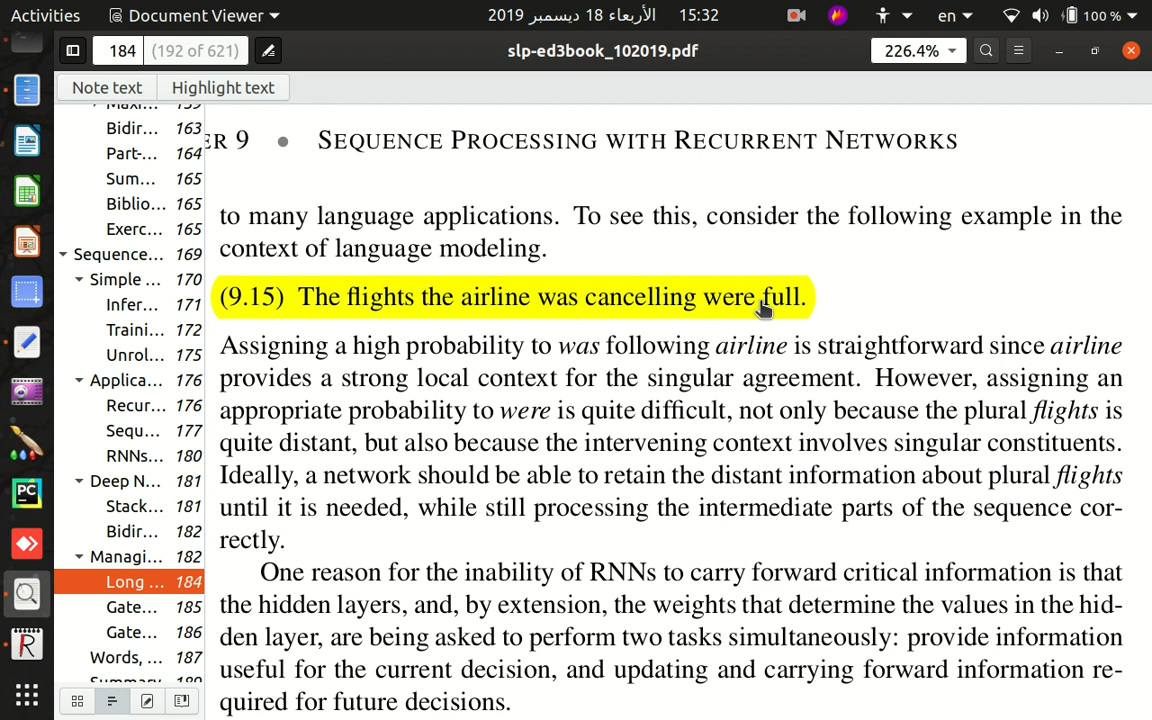 Activities Document Viewer الأربعاء 18 ديسمبر 2019 15:32 en 100 %
184 (192 of 621) slp-ed3book_102019.pdf 226.4%
Note text Highlight text
Maxi... 159
Bidir... 163
Part-... 164
Sum... 165
Biblio... 165
Exerc... 165
Sequence... 169
Simple ... 170
Infer... 171
Traini... 172
Unrol... 175
Applica... 176
Recur... 176
Sequ... 177
RNNs... 180
Deep N... 181
Stack... 181
Bidir... 182
Managi... 182
Long ... 184
Gate... 185
Gate... 186
Words, ... 187
Summary 189
PC
R
ER 9 • SEQUENCE PROCESSING WITH RECURRENT NETWORKS
to many language applications. To see this, consider the following example in the
context of language modeling.
(9.15) The flights the airline was cancelling were full.
Assigning a high probability to was following airline is straightforward since airline
provides a strong local context for the singular agreement. However, assigning an
appropriate probability to were is quite difficult, not only because the plural flights is
quite distant, but also because the intervening context involves singular constituents.
Ideally, a network should be able to retain the distant information about plural flights
until it is needed, while still processing the intermediate parts of the sequence cor-
rectly.
One reason for the inability of RNNs to carry forward critical information is that
the hidden layers, and, by extension, the weights that determine the values in the hid-
den layer, are being asked to perform two tasks simultaneously: provide information
useful for the current decision, and updating and carrying forward information re-
quired for future decisions.